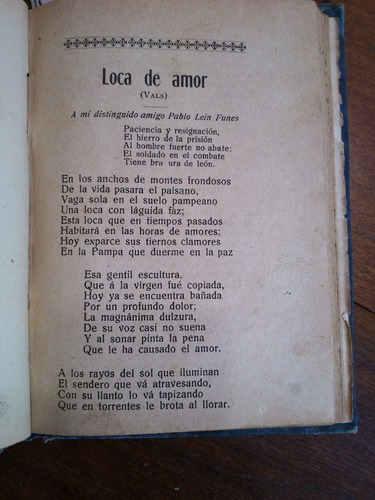 Loca de amor
(VALS)
A mi distinguido amigo Pablo Lein Funes
Paciencia y resignación,
El hierro de la prisión
Al hombre fuerte no abate;
El soldado en el combate
Tiene bra ura de león.
En los anchos de montes frondosos
De la vida pasara el paisano,
Vaga sola en el suelo pampeano
Una loca con láguida faz;
Esta loca que en tiempos pasados
Habitará en las horas de amores;
Hoy exparce sus tiernos clamores
En la Pampa que duerme en la paz
Esa gentil escultura.
Que á la virgen fué copiada,
Hoy ya se encuentra bañada
Por un profundo dolor;
La magnánima dulzura,
De su voz casi no suena
Y al sonar pinta la pena
Que le ha causado el amor.
A los rayos del sol que iluminan
El sendero que vá atravesando,
Con su llanto lo vá tapizando
Que en torrentes le brota al llorar.